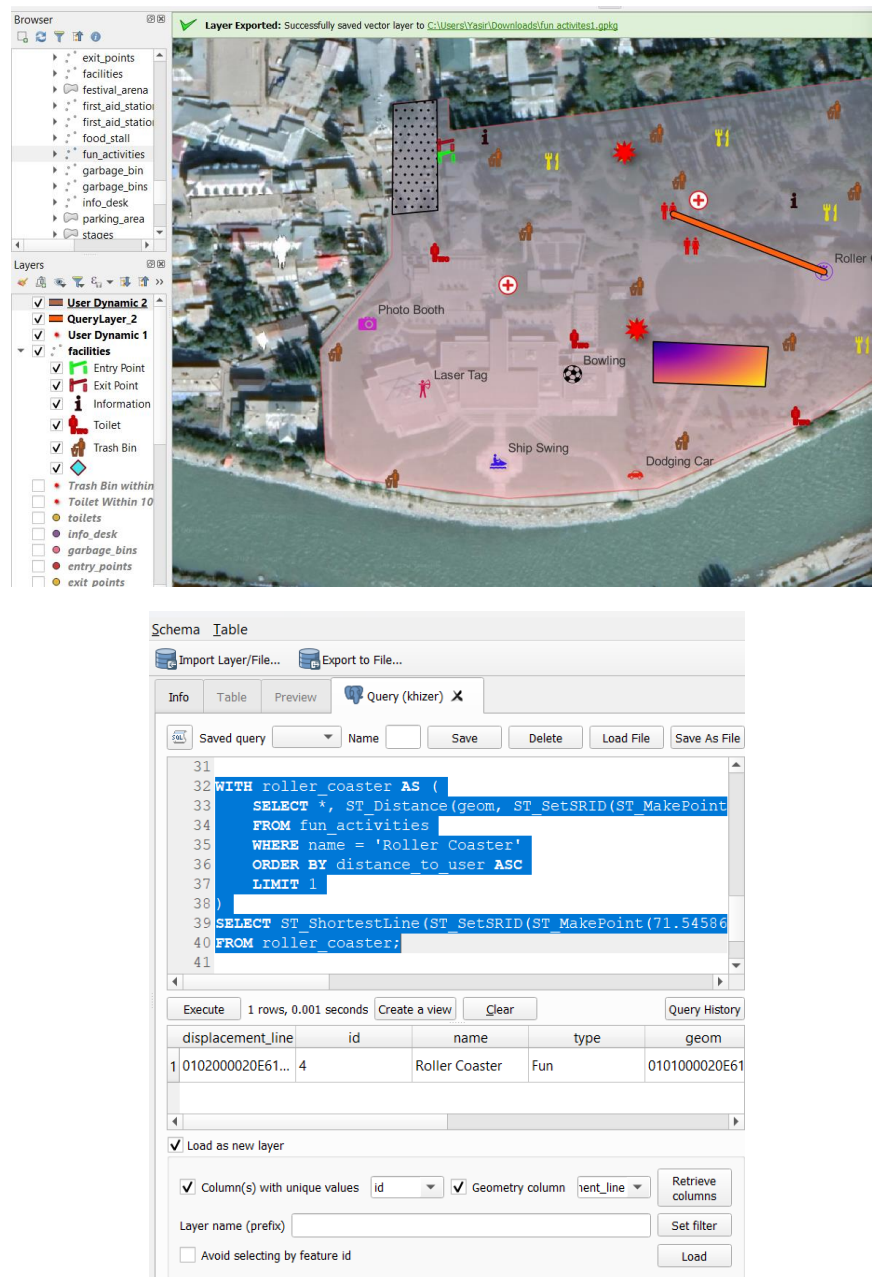 Browser
Layer Exported: Successfully saved vector layer to C:\Users\Yasir\Downloads\fun activites1.gpkg
exit_points
facilities
festival_arena
first_aid_station
first_aid_station
food_stall
fun_activities
garbage_bin
garbage_bins
info_desk
parking_area
stages
Layers
User Dynamic 2
QueryLayer_2
User Dynamic 1
facilities
Entry Point
Exit Point
Information
Toilet
Trash Bin
Trash Bin within
Toilet Within 10
toilets
info_desk
garbage_bins
entry_points
exit points
Roller
Photo Booth
Bowling
Laser Tag
Ship Swing
Dodging Car
Schema Table
Import Layer/File... Export to File...
Info Table Preview Query (khizer) X
SQL Saved query Name Save Delete Load File Save As File
31
32 WITH roller_coaster AS (
33 SELECT *, ST_Distance(geom, ST_SetSRID(ST_MakePoint
34 FROM fun_activities
35 WHERE name = 'Roller Coaster'
36 ORDER BY distance_to_user ASC
37 LIMIT 1
38 )
39 SELECT ST_ShortestLine(ST_SetSRID(ST_MakePoint(71.54586
40 FROM roller_coaster;
41
Execute 1 rows, 0.001 seconds Create a view Clear Query History
displacement_line id name type geom
1 0102000020E61... 4 Roller Coaster Fun 0101000020E61
Load as new layer
Column(s) with unique values id Geometry column nent_line Retrieve columns
Layer name (prefix) Set filter
Avoid selecting by feature id Load